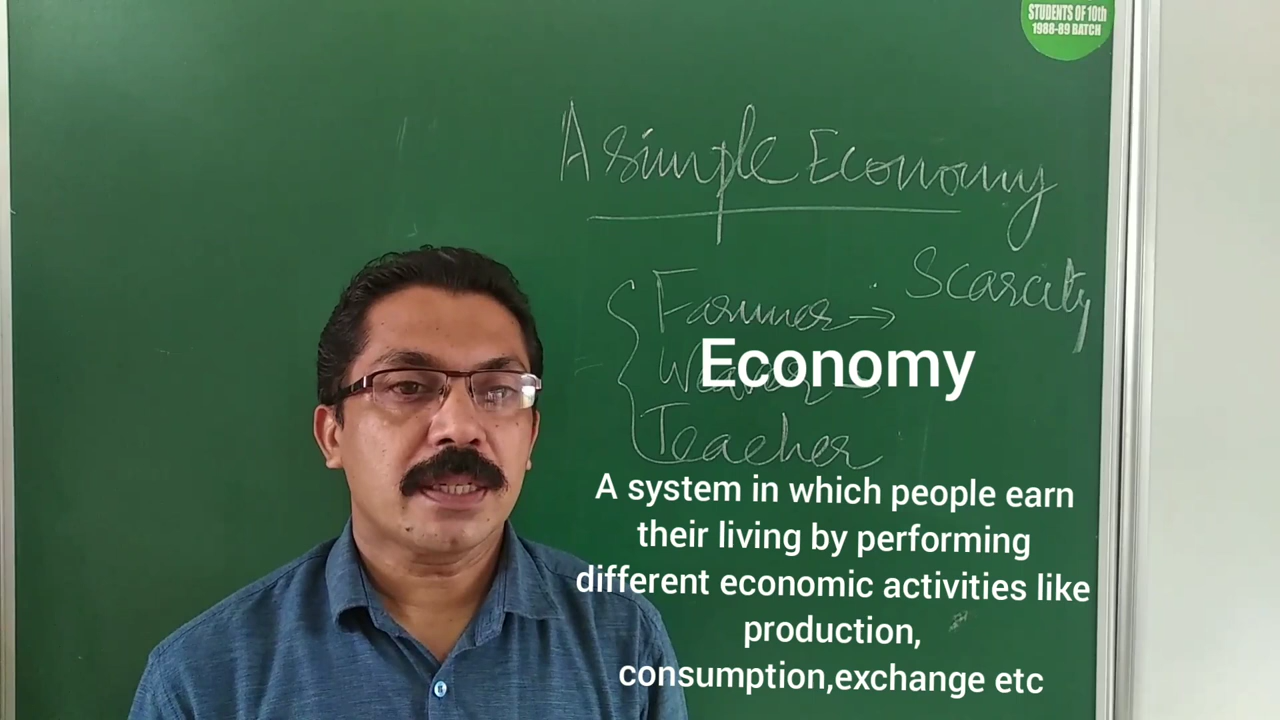 STUDENTS OF 10th
1988-89 BATCH
A simple Economy
Scarcity
Farmer →
Weaver →
Teacher
Economy
A system in which people earn
their living by performing
different economic activities like
production,
consumption,exchange etc